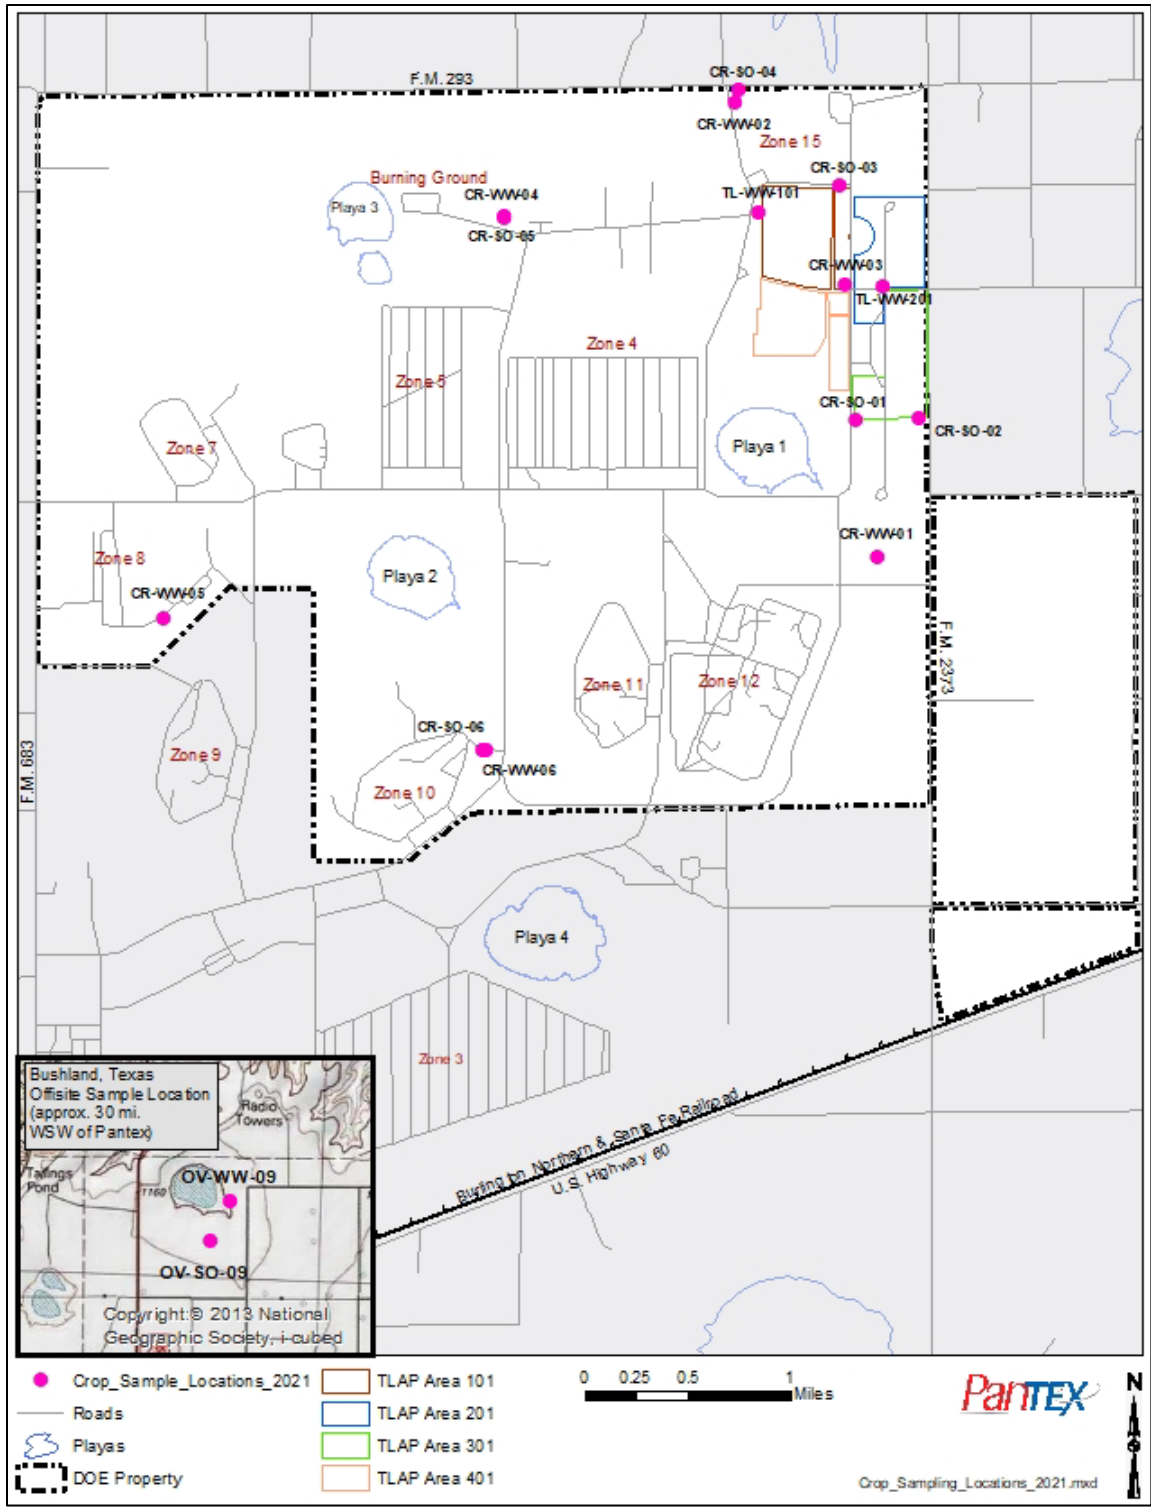 F.M. 293
CR-SO-04
CR-WW-02
Zone 15
CR-SO-03
Burning Ground
CR-WW-04
TL-WW-101
Playa 3
CR-SO-05
CR-WW-03
TL-WW-201
Zone 4
Zone 5
CR-SO-01
CR-SO-02
Zone 7
Playa 1
CR-WW-01
Zone 8
Playa 2
CR-WW-05
F.M. 2373
Zone 11
Zone 12
CR-SO-06
Zone 9
F.M. 683
CR-WW-06
Zone 10
Playa 4
Zone 3
Bushland, Texas
Offisite Sample Location
(approx. 30 mi.
WSW of Pantex)
Radio
Towers
Tailings
Pond
OV-WW-09
1160
OV-SO-09
Copyright:© 2013 National
Geographic Society, i-cubed
Burlington Northern & Santa Fe Railroad
U.S. Highway 60
Crop_Sample_Locations_2021
Roads
Playas
DOE Property
TLAP Area 101
TLAP Area 201
TLAP Area 301
TLAP Area 401
0 0.25 0.5 1
Miles
PanTEX
N
Crop_Sampling_Locations_2021.mxd